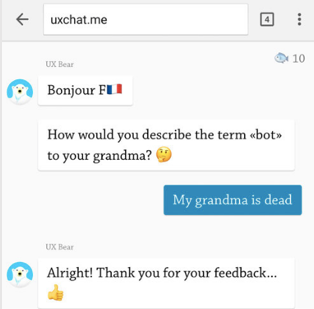 uxchat.me
4
10
UX Bear
Bonjour F🇫🇷
How would you describe the term «bot»
to your grandma? 🤔
My grandma is dead
UX Bear
Alright! Thank you for your feedback...
👍